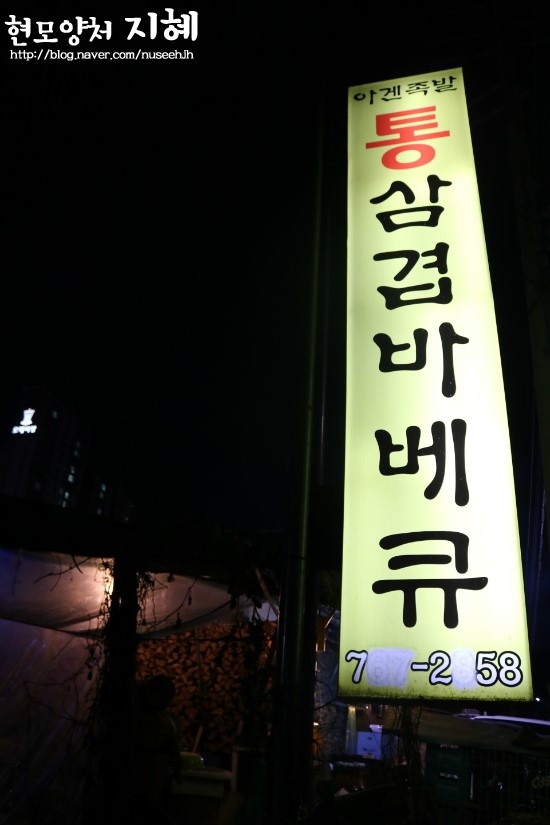 현모양처 지혜
http://blog.naver.com/nuseehjh
아겐족발
통삼겹바베큐